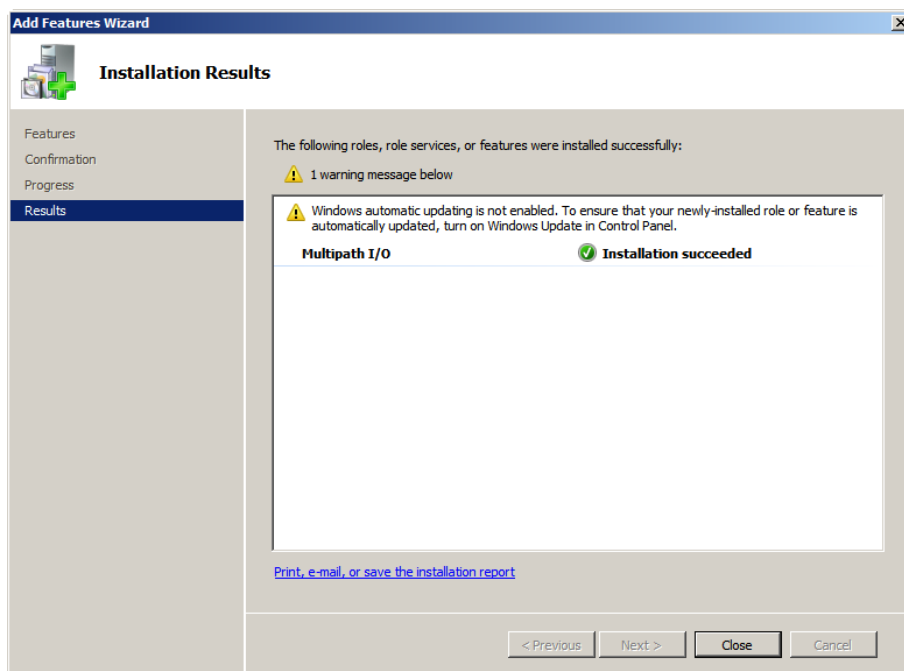 Add Features Wizard
Installation Results
Features
Confirmation
Progress
Results
The following roles, role services, or features were installed successfully:
1 warning message below
Windows automatic updating is not enabled. To ensure that your newly-installed role or feature is
automatically updated, turn on Windows Update in Control Panel.
Multipath I/O Installation succeeded
Print, e-mail, or save the installation report
< Previous Next > Close Cancel